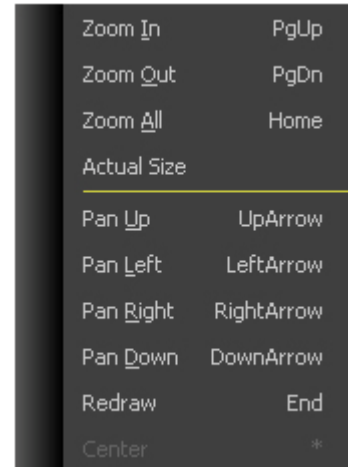 Zoom In PgUp
Zoom Out PgDn
Zoom All Home
Actual Size
Pan Up UpArrow
Pan Left LeftArrow
Pan Right RightArrow
Pan Down DownArrow
Redraw End
Center *